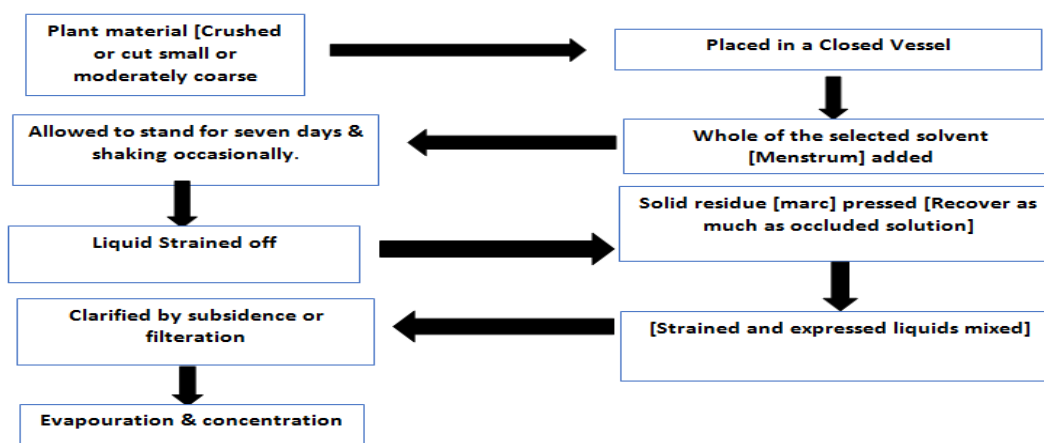 Plant material [Crushed
or cut small or
moderately coarse
Placed in a Closed Vessel
Whole of the selected solvent
[Menstrum] added
Allowed to stand for seven days &
shaking occasionally.
Liquid Strained off
Solid residue [marc] pressed [Recover as
much as occluded solution]
[Strained and expressed liquids mixed]
Clarified by subsidence or
filteration
Evapouration & concentration